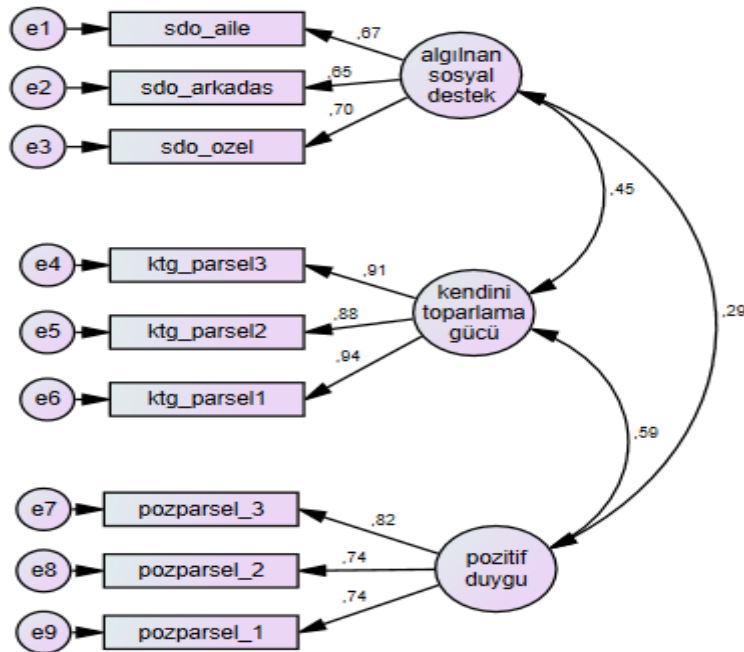 e1
sdo_aile
,67
e2
sdo_arkadas
,65
e3
sdo_ozel
,70
algılnan
sosyal
destek
,45
,29
e4
ktg_parsel3
,91
e5
ktg_parsel2
,88
e6
ktg_parsel1
,94
kendini
toparlama
gücü
,59
e7
pozparsel_3
,82
e8
pozparsel_2
,74
e9
pozparsel_1
,74
pozitif
duygu